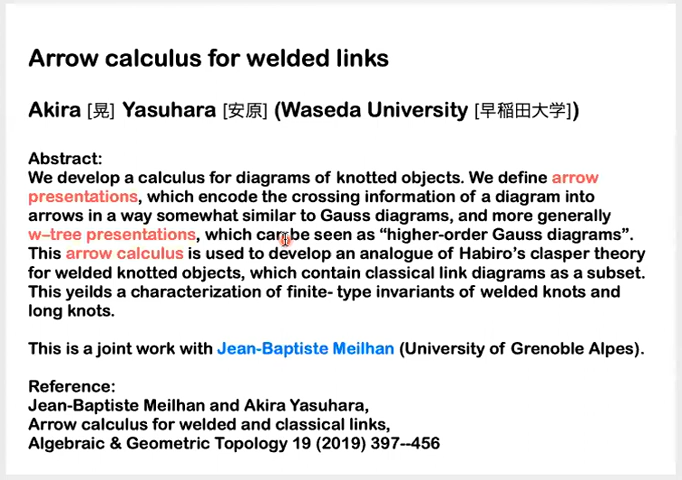 Arrow calculus for welded links
Akira [晃] Yasuhara [安原] (Waseda University [早稲田大学])
Abstract:
We develop a calculus for diagrams of knotted objects. We define arrow
presentations, which encode the crossing information of a diagram into
arrows in a way somewhat similar to Gauss diagrams, and more generally
w–tree presentations, which can be seen as “higher-order Gauss diagrams”.
This arrow calculus is used to develop an analogue of Habiro’s clasper theory
for welded knotted objects, which contain classical link diagrams as a subset.
This yeilds a characterization of finite- type invariants of welded knots and
long knots.
This is a joint work with Jean-Baptiste Meilhan (University of Grenoble Alpes).
Reference:
Jean-Baptiste Meilhan and Akira Yasuhara,
Arrow calculus for welded and classical links,
Algebraic & Geometric Topology 19 (2019) 397--456